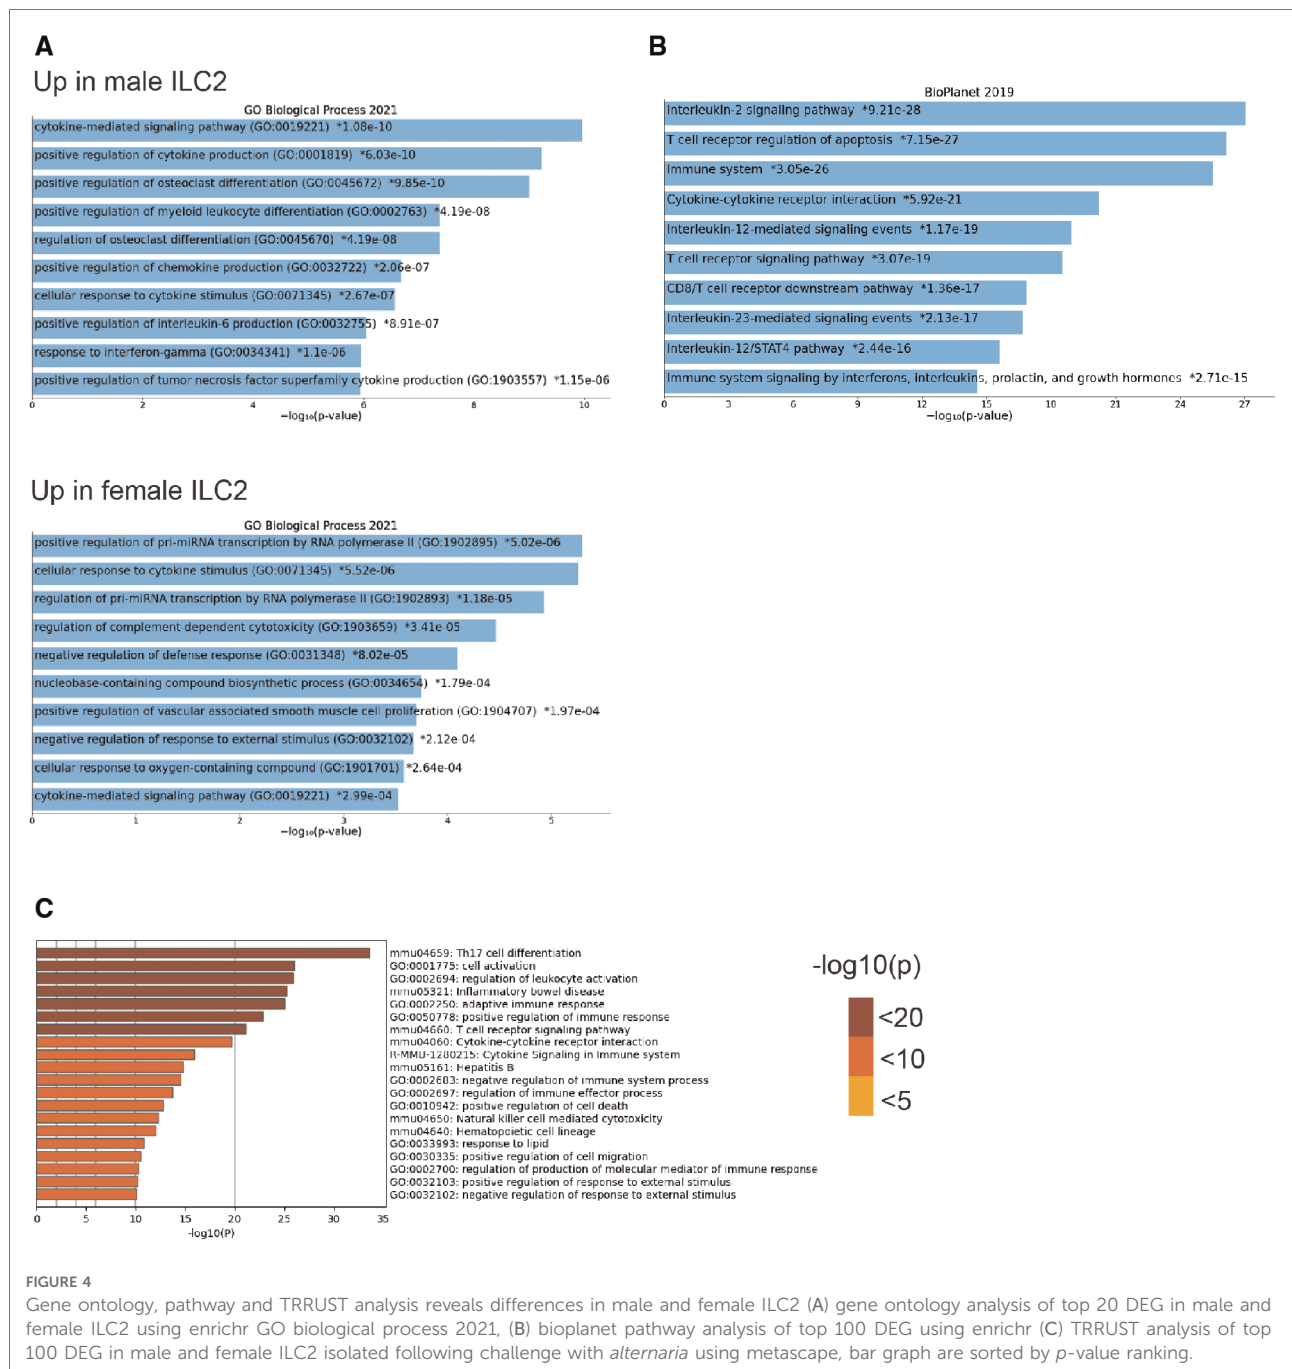 A
Up in male ILC2
GO Biological Process 2021
cytokine-mediated signaling pathway (GO:0019221) *1.08e-10
positive regulation of cytokine production (GO:0001819) *6.03e-10
positive regulation of osteoclast differentiation (GO:0045672) *9.85e-10
positive regulation of myeloid leukocyte differentiation (GO:0002763) *4.19e-08
regulation of osteoclast differentiation (GO:0045670) *4.19e-08
positive regulation of chemokine production (GO:0032722) *2.06e-07
cellular response to cytokine stimulus (GO:0071345) *2.67e-07
positive regulation of interleukin-6 production (GO:0032755) *8.91e-07
response to interferon-gamma (GO:0034341) *1.1e-06
positive regulation of tumor necrosis factor superfamily cytokine production (GO:1903557) *1.15e-06
0 2 4 6 8 10
−log₁₀(p-value)
B
BioPlanet 2019
Interleukin-2 signaling pathway *9.21e-28
T cell receptor regulation of apoptosis *7.15e-27
Immune system *3.05e-26
Cytokine-cytokine receptor interaction *5.92e-21
Interleukin-12-mediated signaling events *1.17e-19
T cell receptor signaling pathway *3.07e-19
CD8/T cell receptor downstream pathway *1.36e-17
Interleukin-23-mediated signaling events *2.13e-17
Interleukin-12/STAT4 pathway *2.44e-16
Immune system signaling by interferons, interleukins, prolactin, and growth hormones *2.71e-15
0 3 6 9 12 15 18 21 24 27
−log₁₀(p-value)
Up in female ILC2
GO Biological Process 2021
positive regulation of pri-miRNA transcription by RNA polymerase II (GO:1902895) *5.02e-06
cellular response to cytokine stimulus (GO:0071345) *5.52e-06
regulation of pri-miRNA transcription by RNA polymerase II (GO:1902893) *1.18e-05
regulation of complement-dependent cytotoxicity (GO:1903659) *3.41e-05
negative regulation of defense response (GO:0031348) *8.02e-05
nucleobase-containing compound biosynthetic process (GO:0034654) *1.79e-04
positive regulation of vascular associated smooth muscle cell proliferation (GO:1904707) *1.97e-04
negative regulation of response to external stimulus (GO:0032102) *2.12e-04
cellular response to oxygen-containing compound (GO:1901701) *2.64e-04
cytokine-mediated signaling pathway (GO:0019221) *2.99e-04
0 1 2 3 4 5
−log₁₀(p-value)
C
mmu04659: Th17 cell differentiation
GO:0001775: cell activation
GO:0002694: regulation of leukocyte activation
mmu05321: Inflammatory bowel disease
GO:0002250: adaptive immune response
GO:0050778: positive regulation of immune response
mmu04660: T cell receptor signaling pathway
mmu04060: Cytokine-cytokine receptor interaction
R-MMU-1280215: Cytokine Signaling in Immune system
mmu05161: Hepatitis B
GO:0002683: negative regulation of immune system process
GO:0002697: regulation of immune effector process
GO:0010942: positive regulation of cell death
mmu04650: Natural killer cell mediated cytotoxicity
mmu04640: Hematopoietic cell lineage
GO:0033993: response to lipid
GO:0030335: positive regulation of cell migration
GO:0002700: regulation of production of molecular mediator of immune response
GO:0032103: positive regulation of response to external stimulus
GO:0032102: negative regulation of response to external stimulus
0 5 10 15 20 25 30 35
-log10(P)
-log10(p)
<20
<10
<5
FIGURE 4
Gene ontology, pathway and TRRUST analysis reveals differences in male and female ILC2 (A) gene ontology analysis of top 20 DEG in male and
female ILC2 using enrichr GO biological process 2021, (B) bioplanet pathway analysis of top 100 DEG using enrichr (C) TRRUST analysis of top
100 DEG in male and female ILC2 isolated following challenge with alternaria using metascape, bar graph are sorted by p-value ranking.